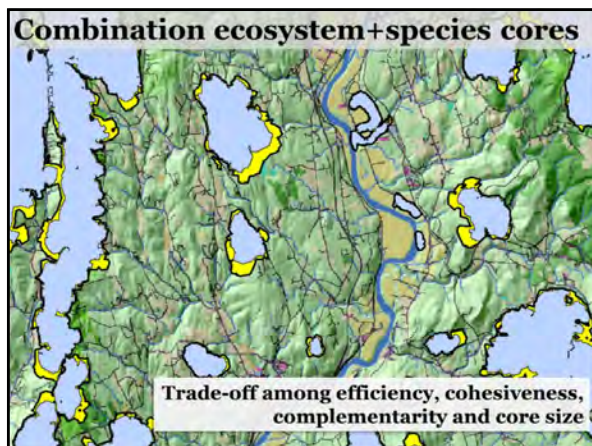 Combination ecosystem+species cores
Trade-off among efficiency, cohesiveness,
complementarity and core size